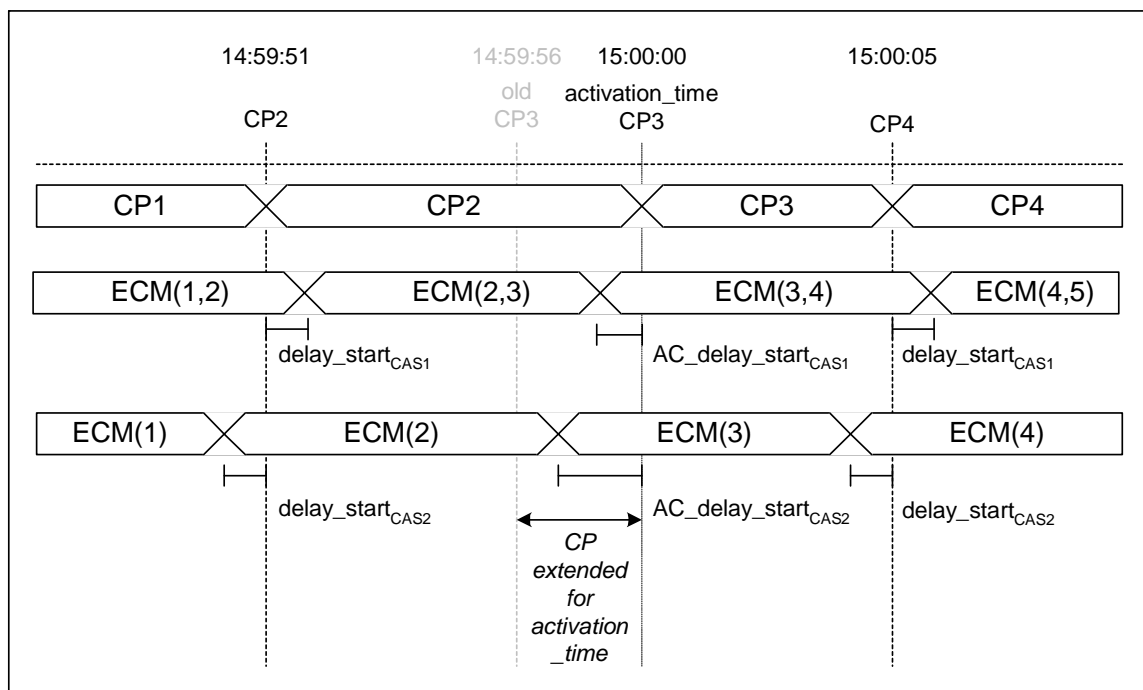 14:59:51 14:59:56 15:00:00 15:00:05
old activation_time
CP2 CP3 CP3 CP4
CP1 CP2 CP3 CP4
ECM(1,2) ECM(2,3) ECM(3,4) ECM(4,5)
delay_startCAS1 AC_delay_startCAS1 delay_startCAS1
ECM(1) ECM(2) ECM(3) ECM(4)
delay_startCAS2 AC_delay_startCAS2 delay_startCAS2
CP
extended
for
activation
_time